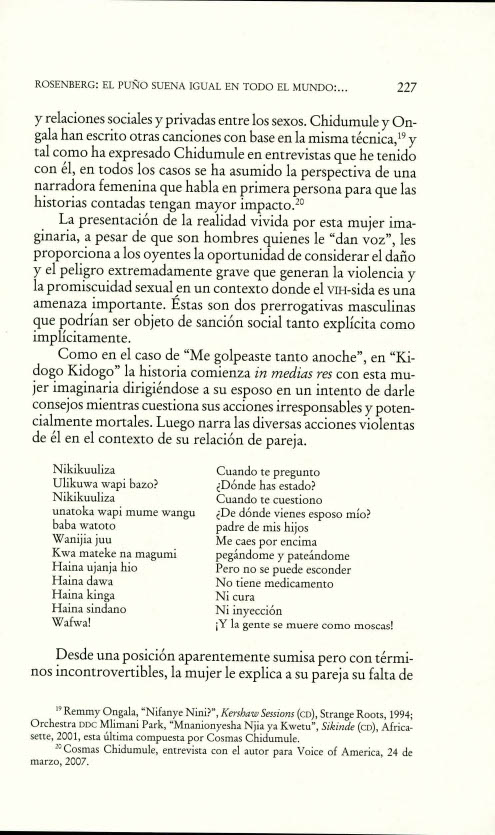 ROSENBERG: EL PUÑO SUENA IGUAL EN TODO EL MUNDO:... 227
y relaciones sociales y privadas entre los sexos. Chidumule y On-
gala han escrito otras canciones con base en la misma técnica,¹⁹ y
tal como ha expresado Chidumule en entrevistas que he tenido
con él, en todos los casos se ha asumido la perspectiva de una
narradora femenina que habla en primera persona para que las
historias contadas tengan mayor impacto.²⁰
La presentación de la realidad vivida por esta mujer ima-
ginaria, a pesar de que son hombres quienes le “dan voz”, les
proporciona a los oyentes la oportunidad de considerar el daño
y el peligro extremadamente grave que generan la violencia y
la promiscuidad sexual en un contexto donde el VIH-sida es una
amenaza importante. Éstas son dos prerrogativas masculinas
que podrían ser objeto de sanción social tanto explícita como
implícitamente.
Como en el caso de “Me golpeaste tanto anoche”, en “Ki-
dogo Kidogo” la historia comienza in medias res con esta mu-
jer imaginaria dirigiéndose a su esposo en un intento de darle
consejos mientras cuestiona sus acciones irresponsables y poten-
cialmente mortales. Luego narra las diversas acciones violentas
de él en el contexto de su relación de pareja.
Nikikuuliza Cuando te pregunto
Ulikuwa wapi bazo? ¿Dónde has estado?
Nikikuuliza Cuando te cuestiono
unatoka wapi mume wangu ¿De dónde vienes esposo mío?
baba watoto padre de mis hijos
Wanijia juu Me caes por encima
Kwa mateke na magumi pegándome y pateándome
Haina ujanja hio Pero no se puede esconder
Haina dawa No tiene medicamento
Haina kinga Ni cura
Haina sindano Ni inyección
Wafwa! ¡Y la gente se muere como moscas!
Desde una posición aparentemente sumisa pero con térmi-
nos incontrovertibles, la mujer le explica a su pareja su falta de
¹⁹ Remmy Ongala, “Nifanye Nini?”, Kershaw Sessions (CD), Strange Roots, 1994;
Orchestra DDC Mlimani Park, “Mnanionyesha Njia ya Kwetu”, Sikinde (CD), Africa-
sette, 2001, esta última compuesta por Cosmas Chidumule.
²⁰ Cosmas Chidumule, entrevista con el autor para Voice of America, 24 de
marzo, 2007.